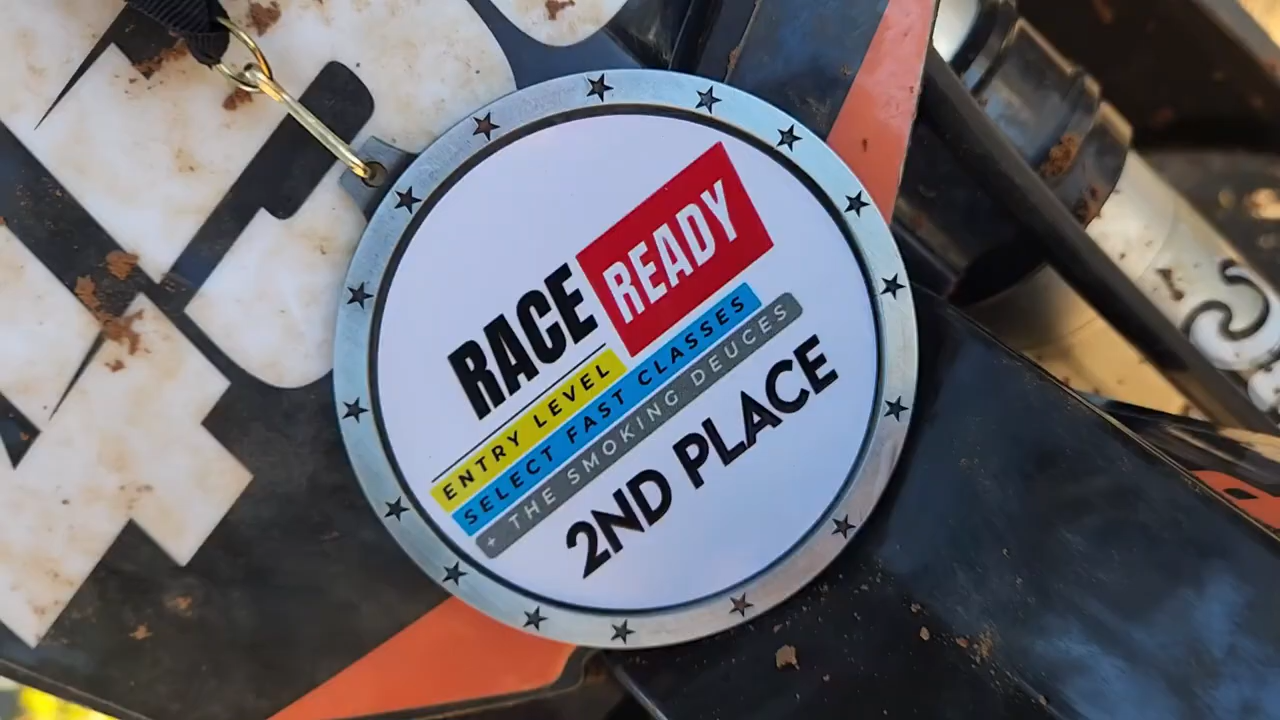 RACE READY
ENTRY LEVEL
SELECT FAST CLASSES
+ THE SMOKING DEUCES
2ND PLACE